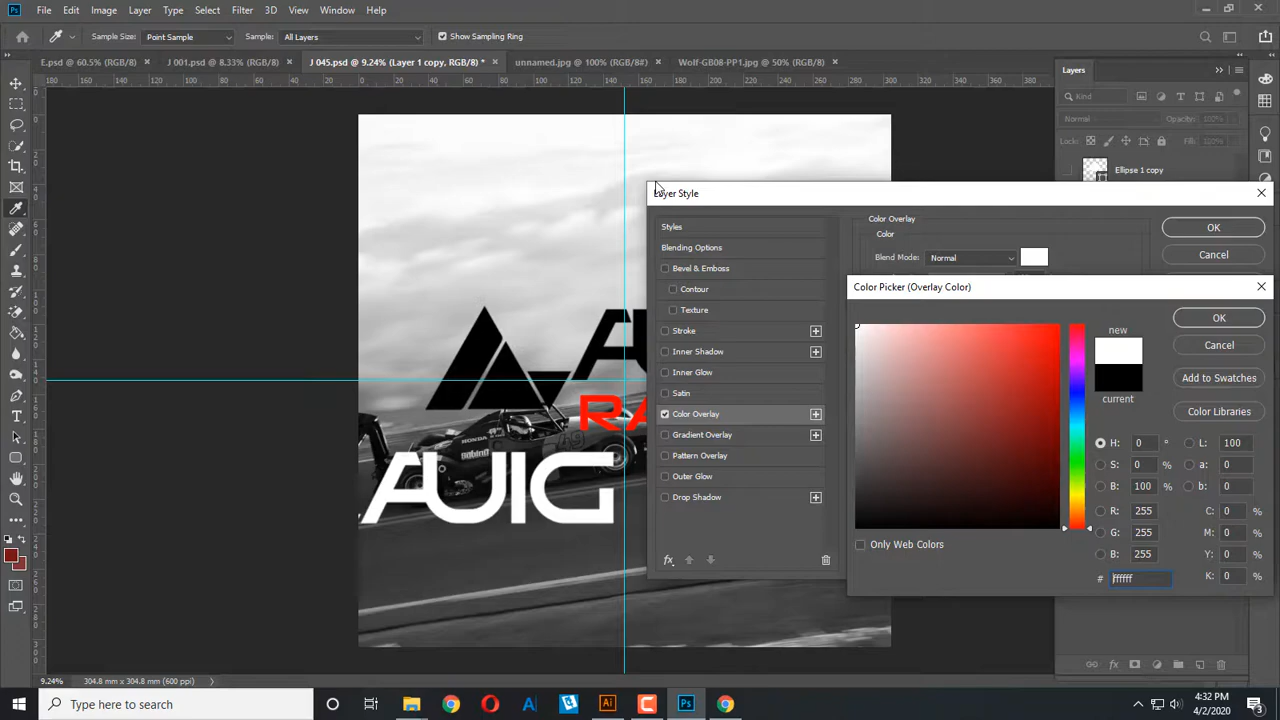 Ps File Edit Image Layer Type Select Filter 3D View Window Help
Sample Size: Point Sample Sample: All Layers Show Sampling Ring
E.psd @ 60.5% (RGB/8) × J 001.psd @ 8.33% (RGB/8) × J 045.psd @ 9.24% (Layer 1 copy, RGB/8) * × unnamed.jpg @ 100% (RGB/8#) × Wolf-GB08-PP1.jpg @ 50% (RGB/8) ×
Layers
Kind
Normal Opacity: 100%
Lock: Fill: 120%
Ellipse 1 copy
Layer Style
Styles
Blending Options
Bevel & Emboss
Contour
Texture
Stroke
Inner Shadow
Inner Glow
Satin
Color Overlay
Gradient Overlay
Pattern Overlay
Outer Glow
Drop Shadow
fx
Color Overlay
Color
Blend Mode: Normal
OK
Cancel
Color Picker (Overlay Color)
new
current
OK
Cancel
Add to Swatches
Color Libraries
H: 0 ° L: 100
S: 0 % a: 0
B: 100 % b: 0
R: 255 C: 0 %
G: 255 M: 0 %
B: 255 Y: 0 %
# ffffff K: 0 %
Only Web Colors
RA
HONDA
AUIG
9.24% 304.8 mm x 304.8 mm (600 ppi)
Type here to search
4:32 PM
4/2/2020